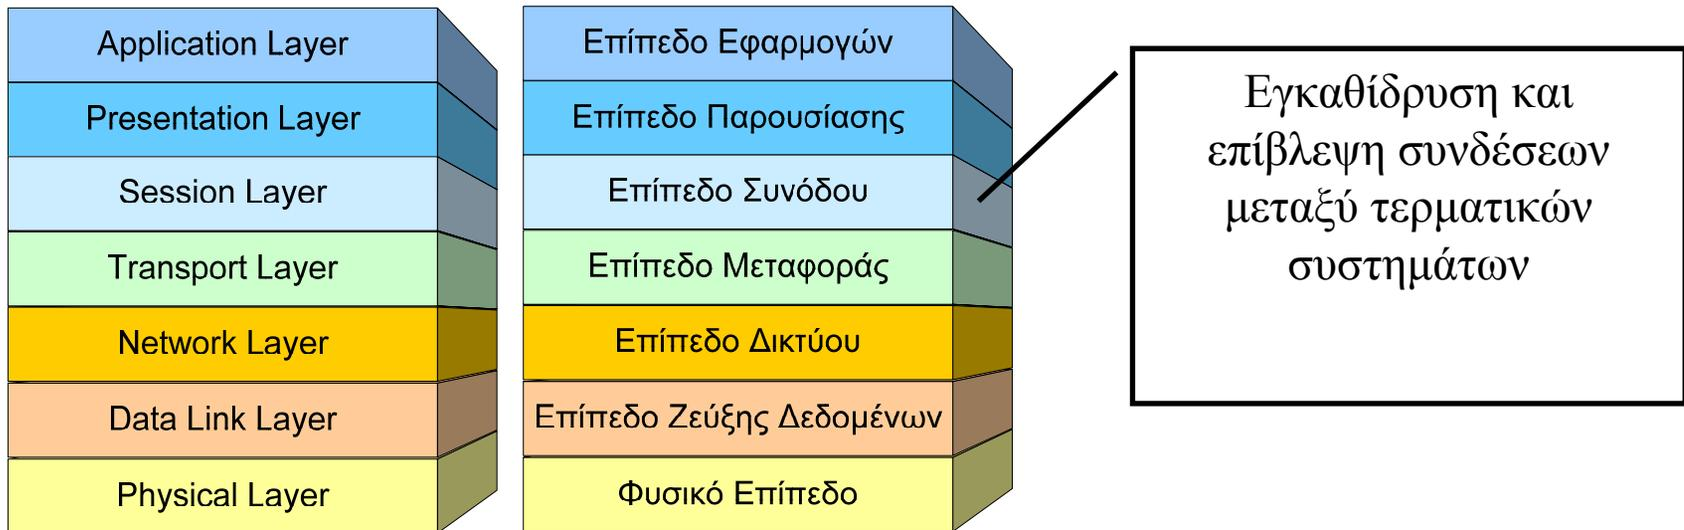 Application Layer
Presentation Layer
Session Layer
Transport Layer
Network Layer
Data Link Layer
Physical Layer
Επίπεδο Εφαρμογών
Επίπεδο Παρουσίασης
Επίπεδο Συνόδου
Επίπεδο Μεταφοράς
Επίπεδο Δικτύου
Επίπεδο Ζεύξης Δεδομένων
Φυσικό Επίπεδο
Εγκαθίδρυση και
επίβλεψη συνδέσεων
μεταξύ τερματικών
συστημάτων